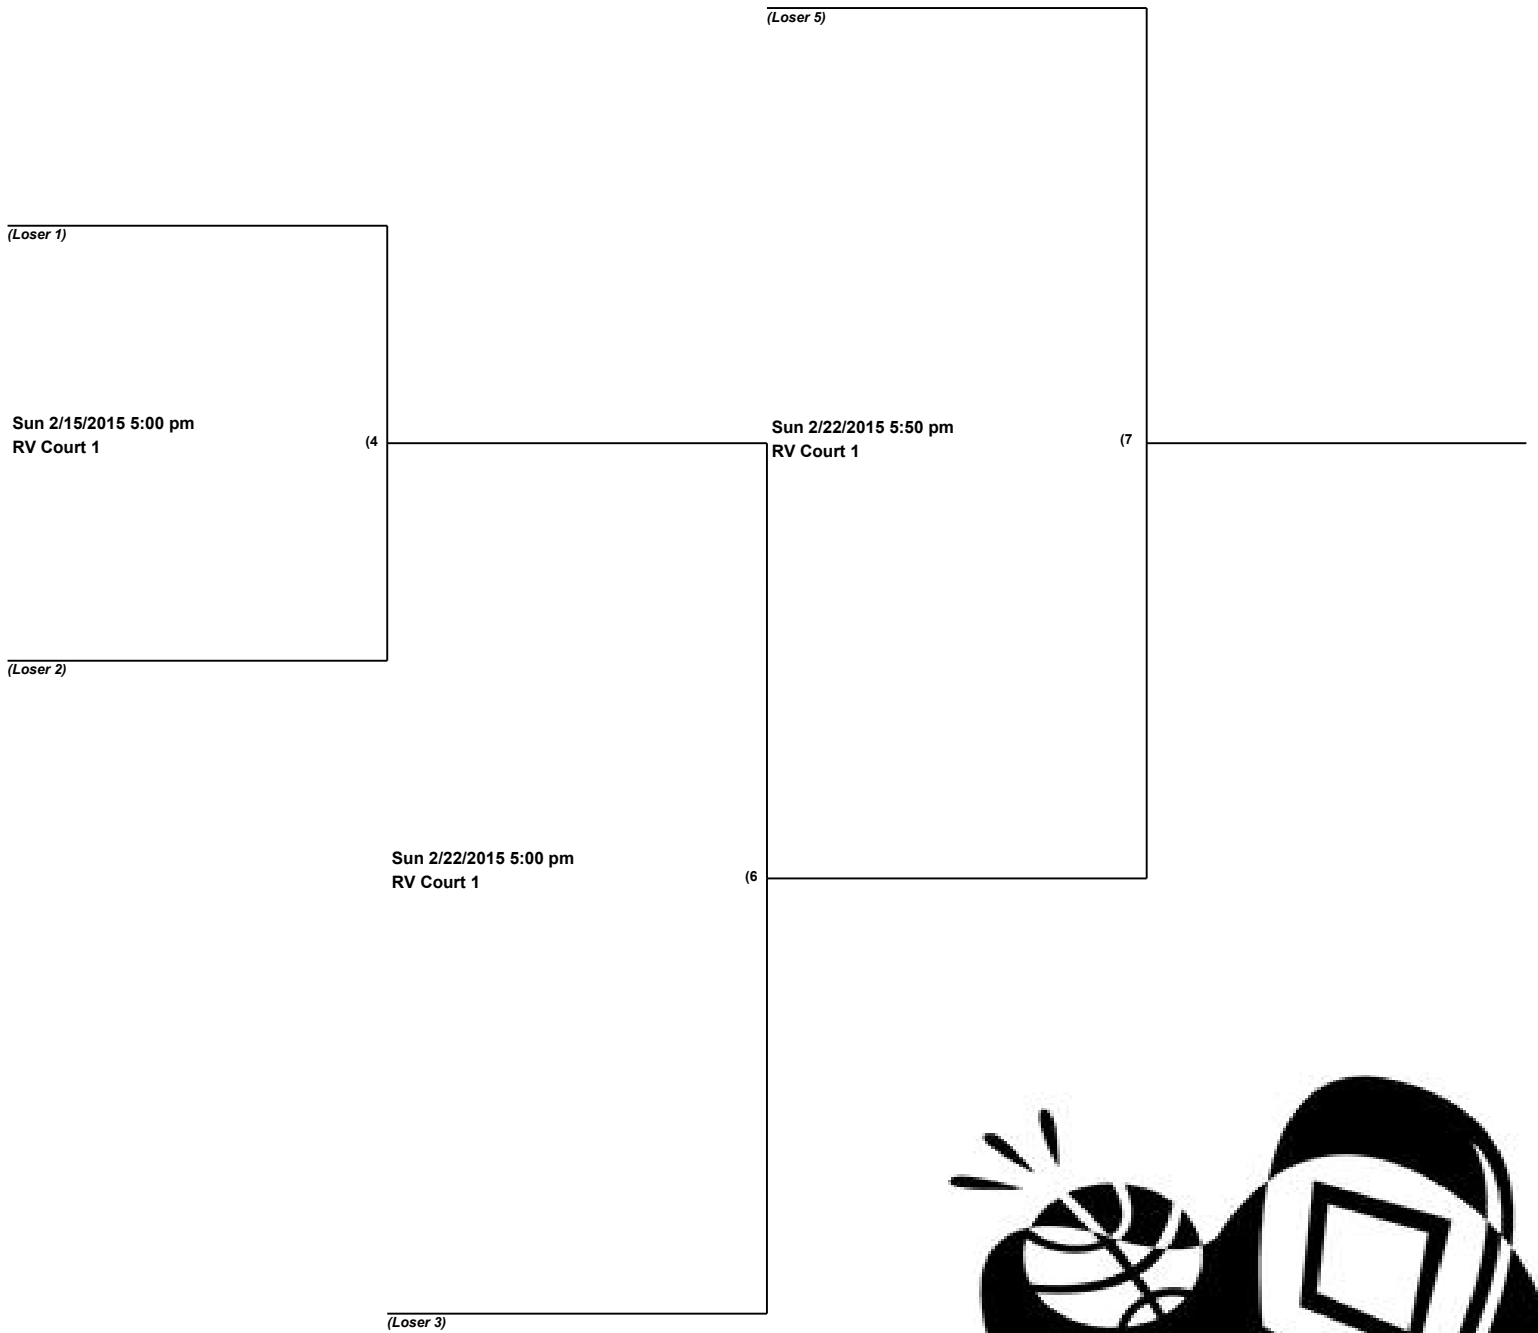 (Loser 5)
(Loser 1)
Sun 2/15/2015 5:00 pm
RV Court 1
(4
Sun 2/22/2015 5:50 pm
RV Court 1
(7
(Loser 2)
Sun 2/22/2015 5:00 pm
RV Court 1
(6
(Loser 3)